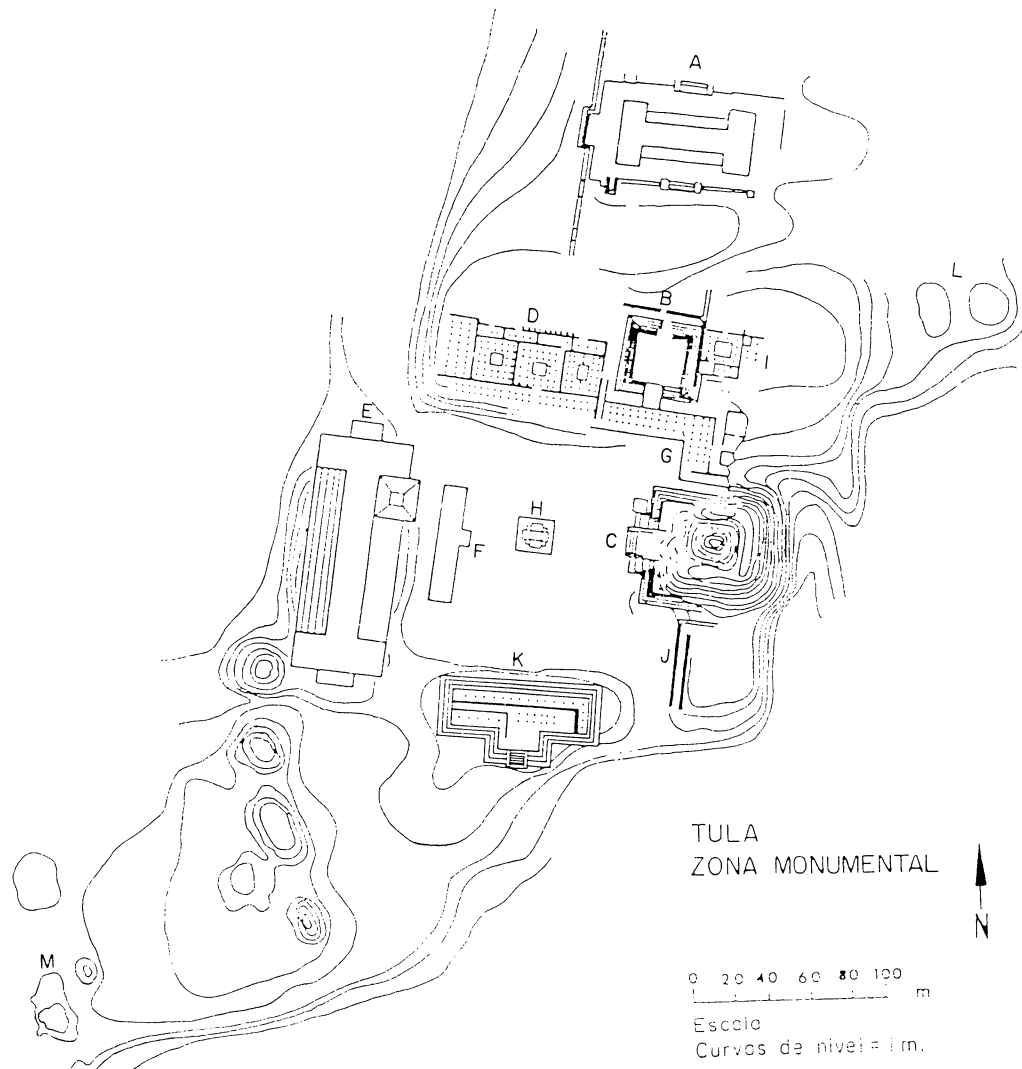 A
L
B
D
E
G
H
C
F
K
J
TULA
ZONA MONUMENTAL
N
M
0 20 40 60 80 100
m
Escala
Curvas de nivel = 1 m.